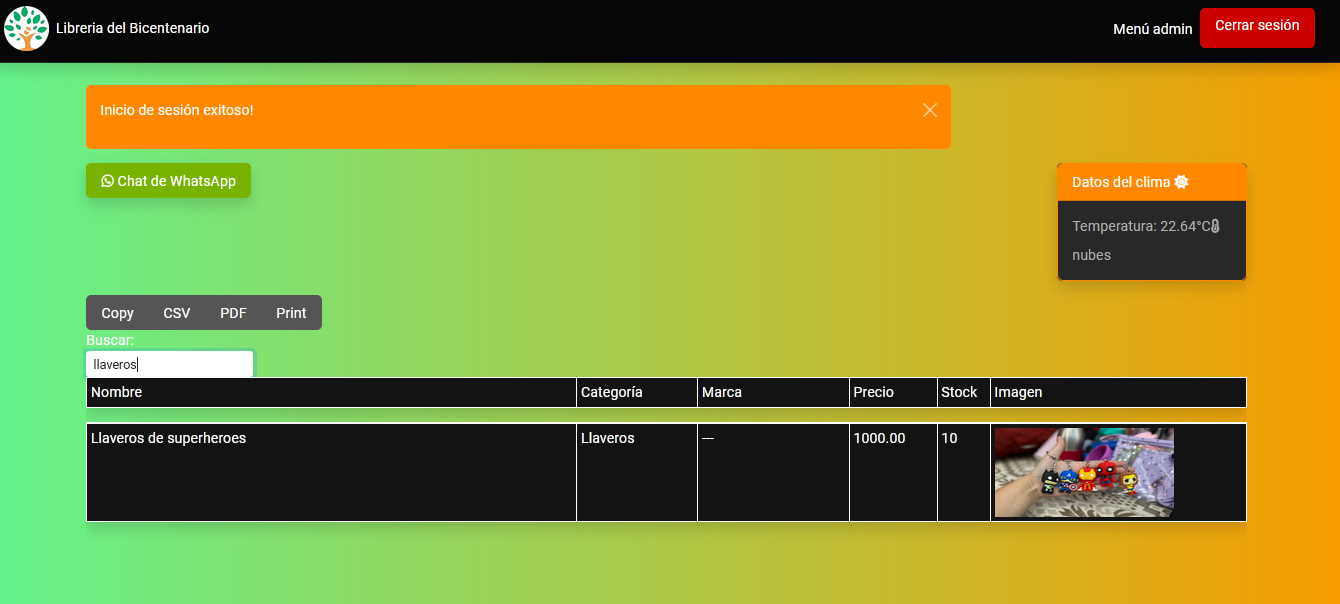 Libreria del Bicentenario
Menú admin
Cerrar sesión
Inicio de sesión exitoso!
Chat de WhatsApp
Datos del clima
Temperatura: 22.64°C
nubes
Copy CSV PDF Print
Buscar:
llaveros
Nombre Categoría Marca Precio Stock Imagen
Llaveros de superheroes Llaveros --- 1000.00 10